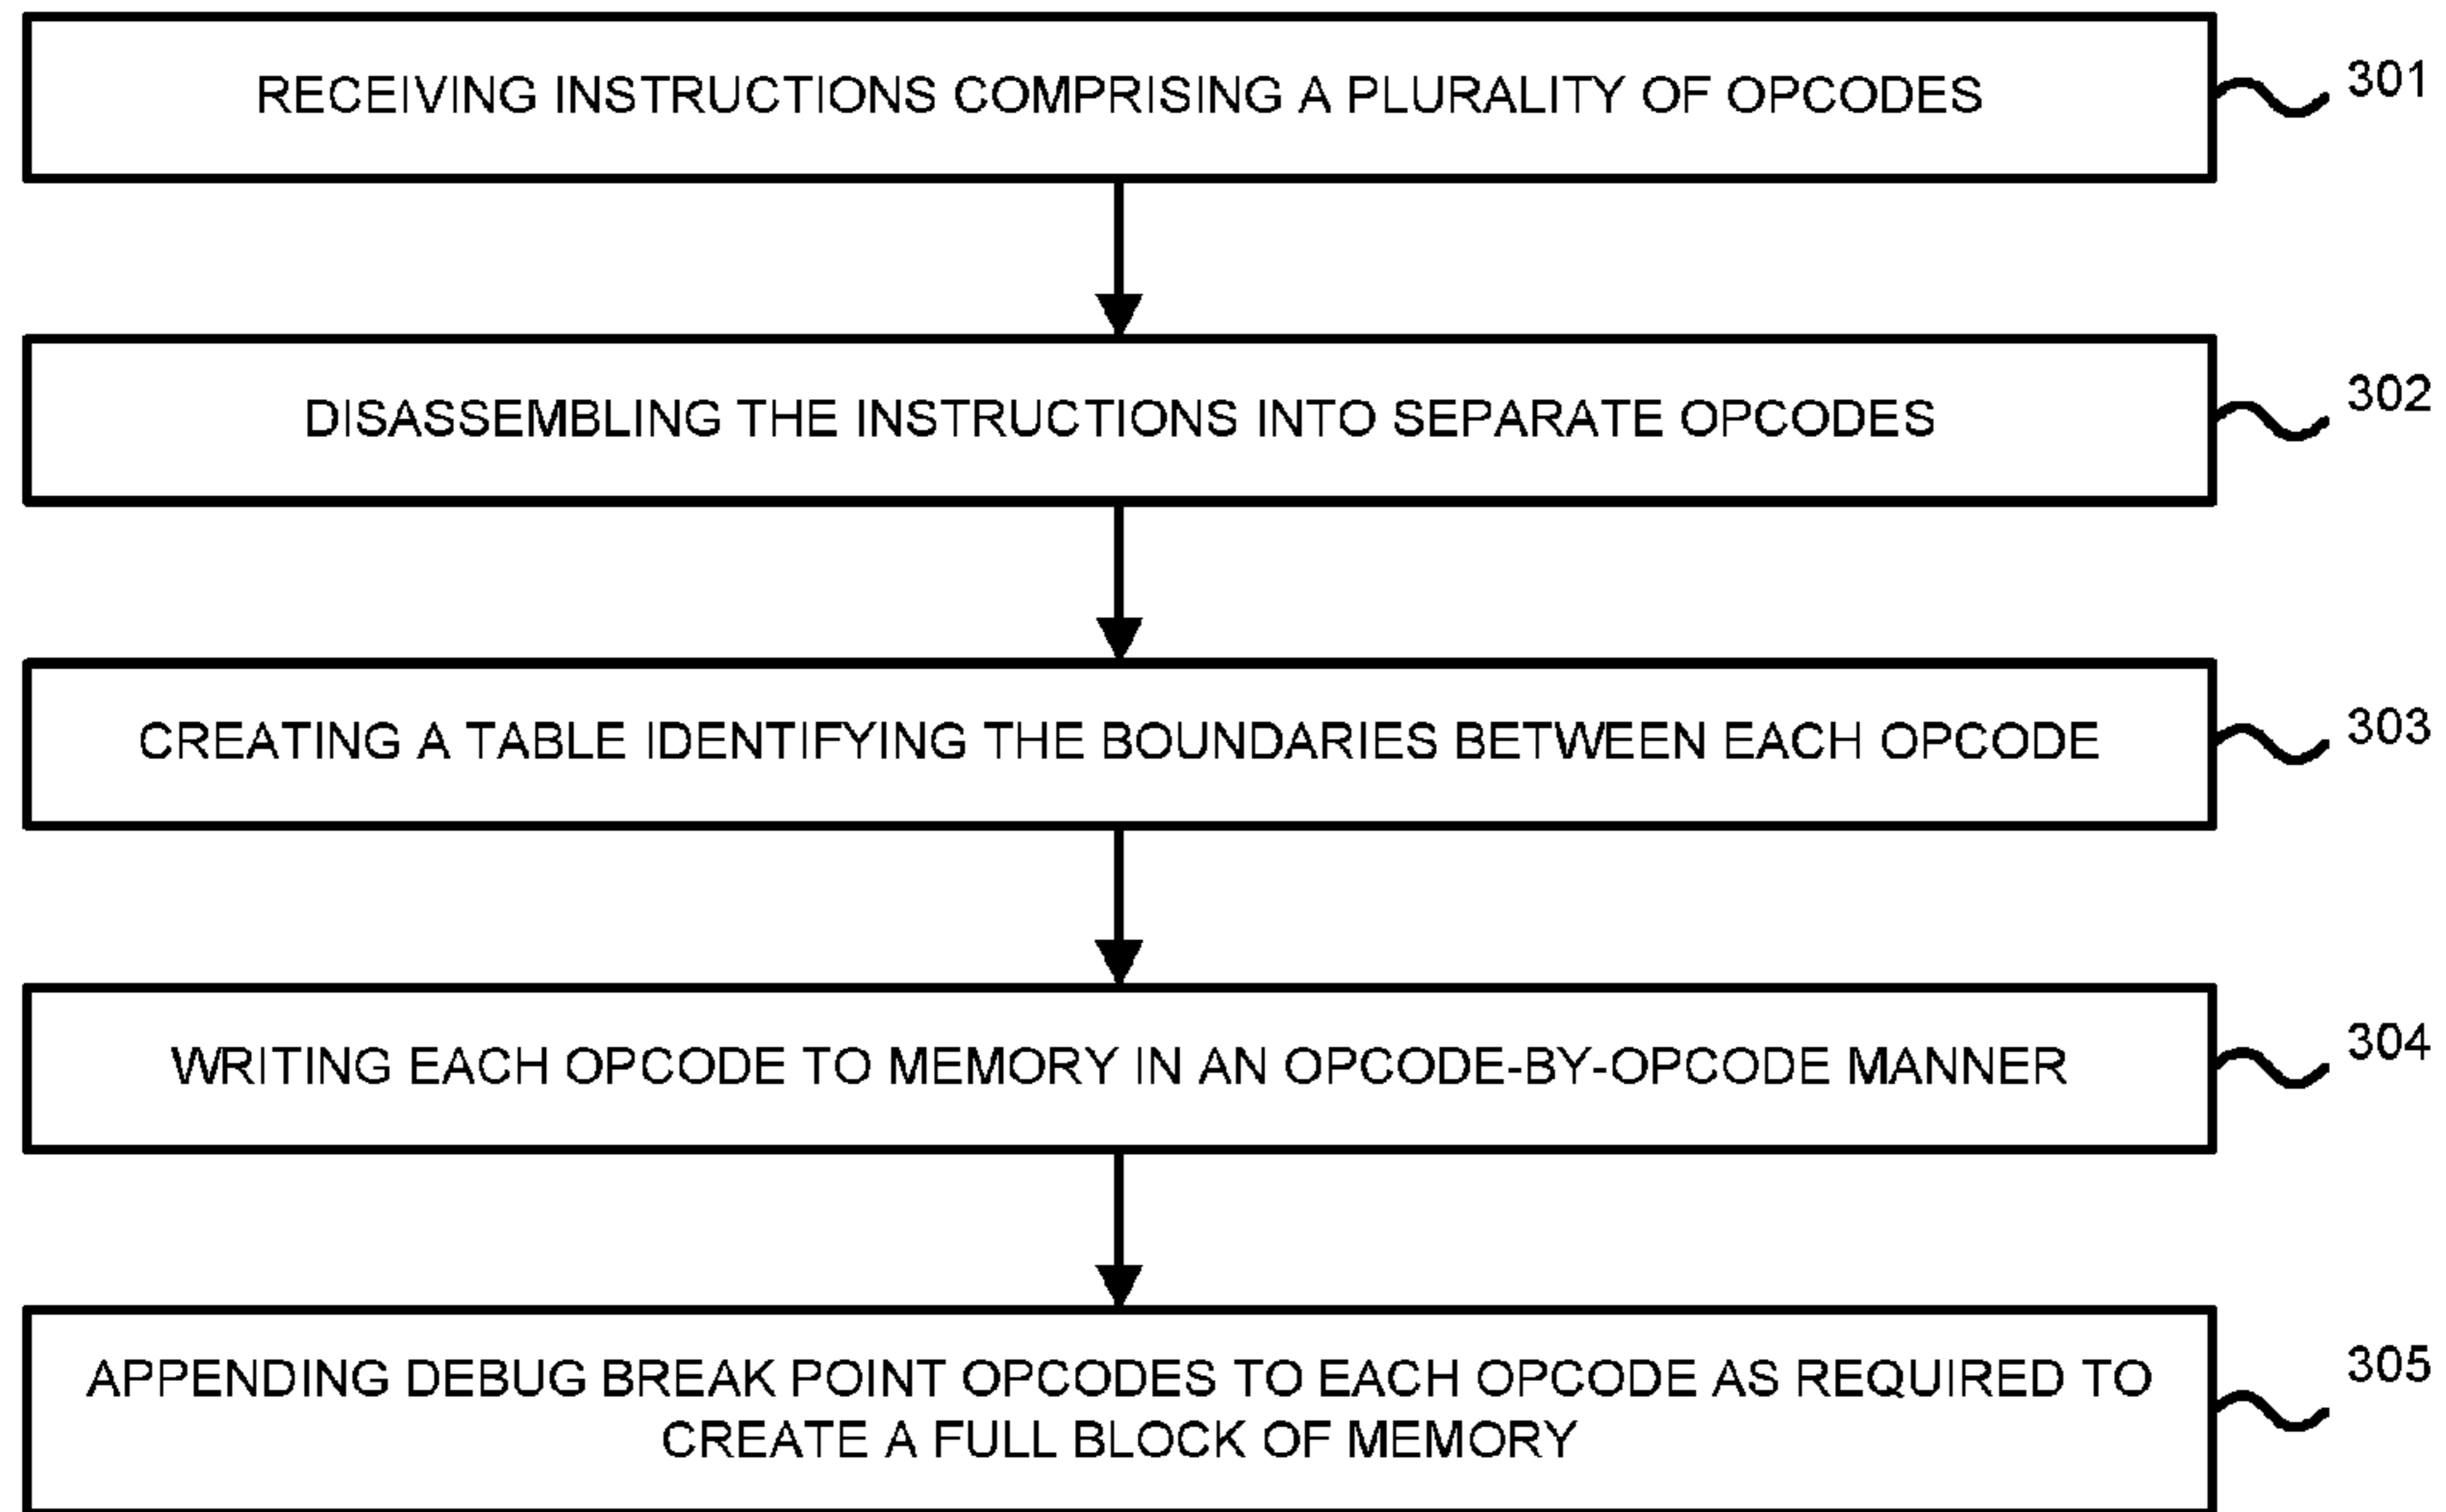 RECEIVING INSTRUCTIONS COMPRISING A PLURALITY OF OPCODES
301
DISASSEMBLING THE INSTRUCTIONS INTO SEPARATE OPCODES
302
CREATING A TABLE IDENTIFYING THE BOUNDARIES BETWEEN EACH OPCODE
303
WRITING EACH OPCODE TO MEMORY IN AN OPCODE-BY-OPCODE MANNER
304
APPENDING DEBUG BREAK POINT OPCODES TO EACH OPCODE AS REQUIRED TO
CREATE A FULL BLOCK OF MEMORY
305